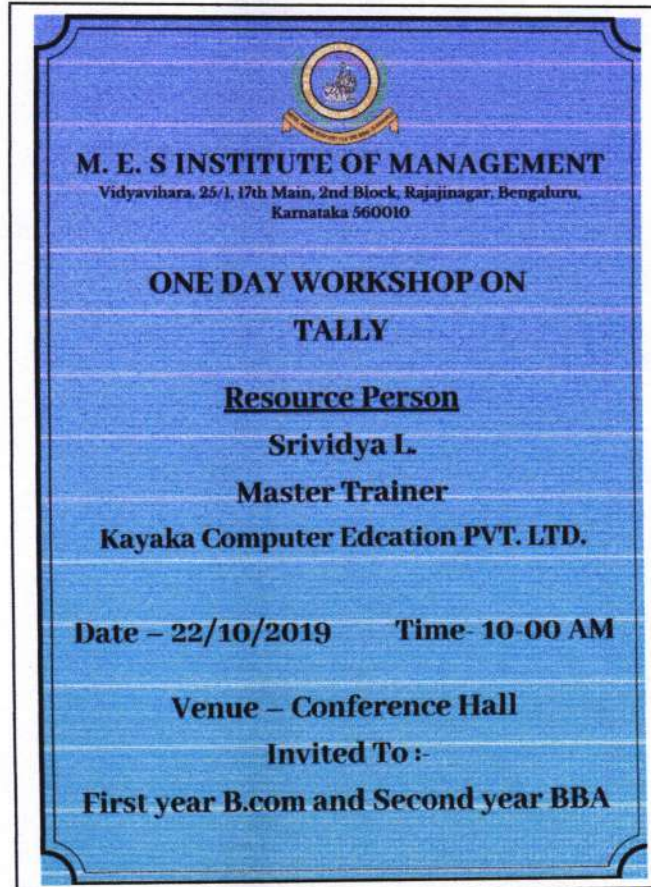 M. E. S INSTITUTE OF MANAGEMENT
Vidyavihara, 25/1, 17th Main, 2nd Block, Rajajinagar, Bengaluru,
Karnataka 560010
ONE DAY WORKSHOP ON
TALLY
Resource Person
Srividya L.
Master Trainer
Kayaka Computer Edcation PVT. LTD.
Date – 22/10/2019 Time- 10-00 AM
Venue – Conference Hall
Invited To :-
First year B.com and Second year BBA